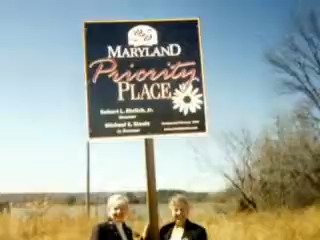 MARYLAND
Priority
PLACE
Robert L. Ehrlich, Jr.
Governor
Michael S. Steele
Lt. Governor